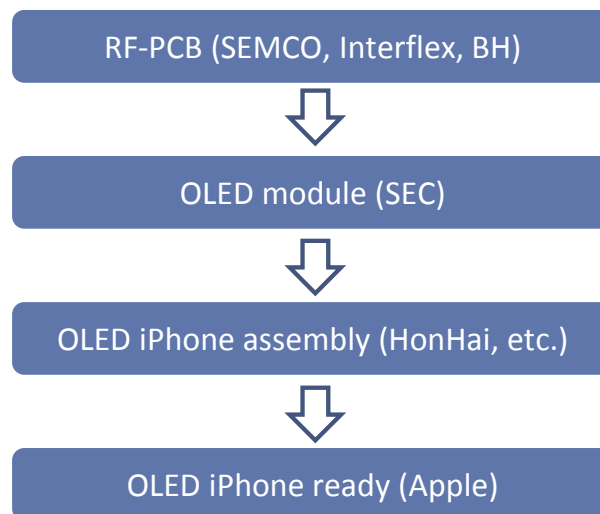 RF-PCB (SEMCO, Interflex, BH)
OLED module (SEC)
OLED iPhone assembly (HonHai, etc.)
OLED iPhone ready (Apple)